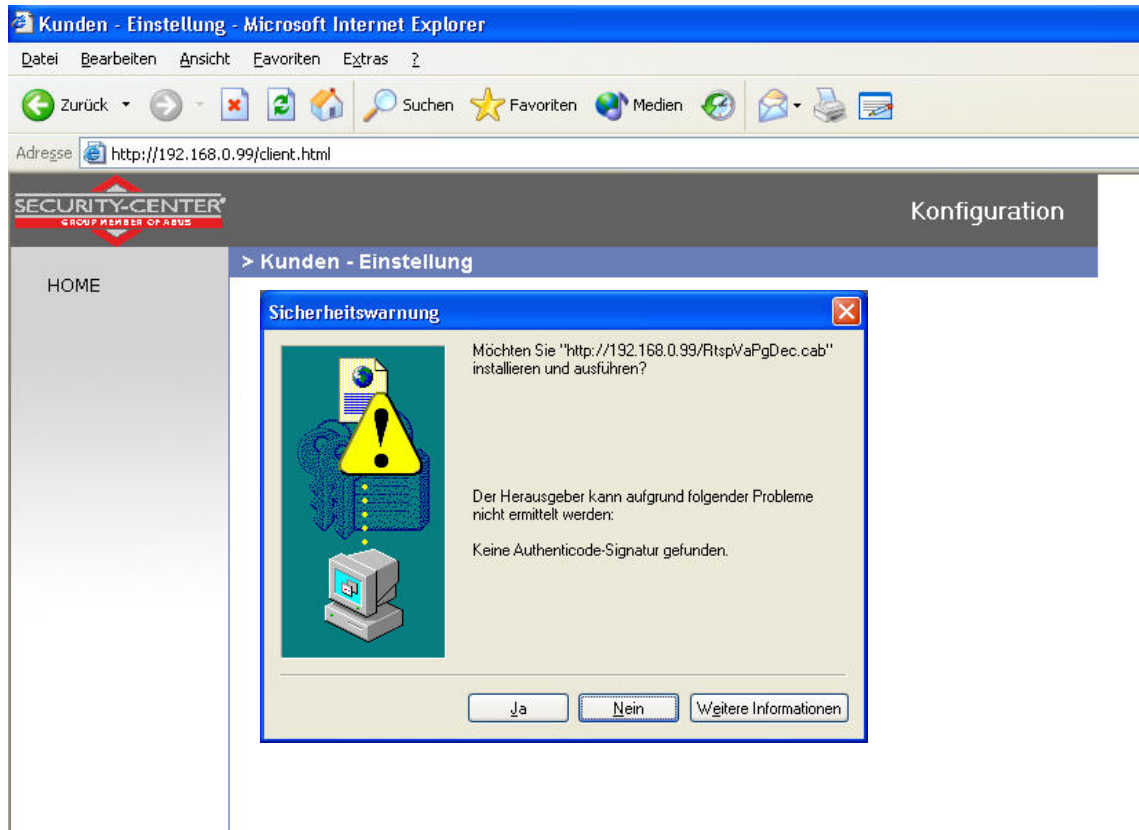 Kunden - Einstellung - Microsoft Internet Explorer
Datei Bearbeiten Ansicht Favoriten Extras ?
Zurück Suchen Favoriten Medien
Adresse http://192.168.0.99/client.html
SECURITY-CENTER
GROUP MEMBER OF ABUS
Konfiguration
HOME
> Kunden - Einstellung
Sicherheitswarnung
Möchten Sie "http://192.168.0.99/RtspVaPgDec.cab"
installieren und ausführen?
Der Herausgeber kann aufgrund folgender Probleme
nicht ermittelt werden:
Keine Authenticode-Signatur gefunden.
Ja Nein Weitere Informationen